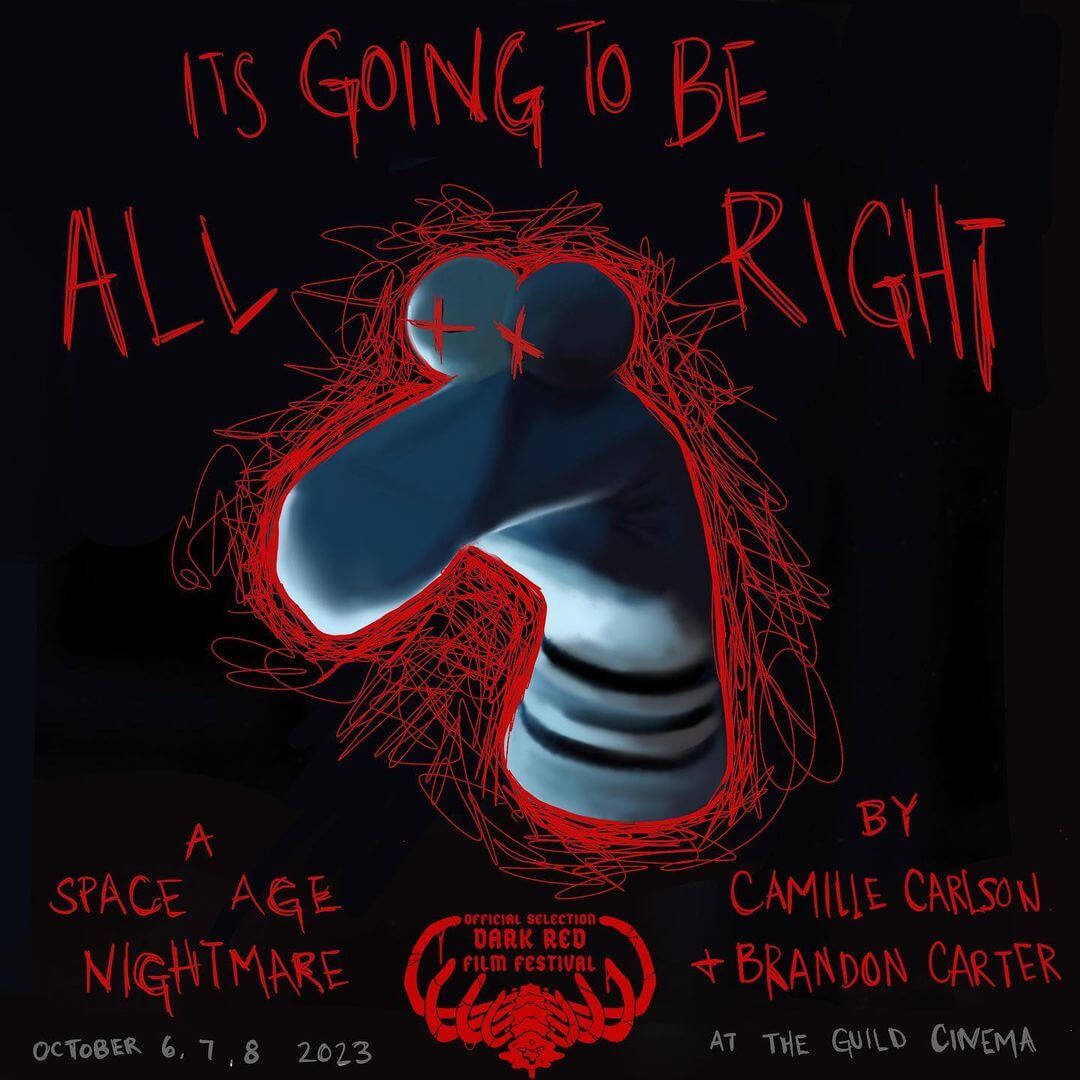 ITS GOING TO BE
ALL RIGHT
A
SPACE AGE
NIGHTMARE
BY
CAMILLE CARLSON
+ BRANDON CARTER
OFFICIAL SELECTION
DARK RED
FILM FESTIVAL
OCTOBER 6, 7, 8 2023
AT THE GUILD CINEMA